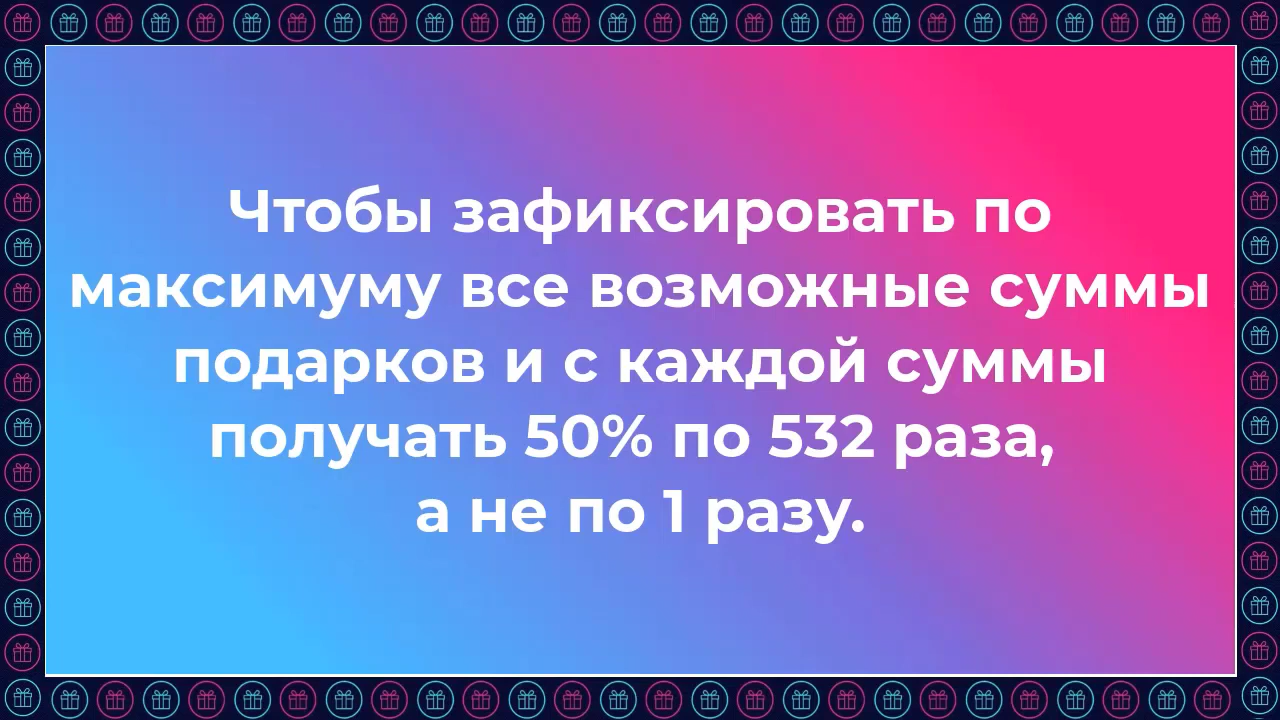 Чтобы зафиксировать по
максимуму все возможные суммы
подарков и с каждой суммы
получать 50% по 532 раза,
а не по 1 разу.